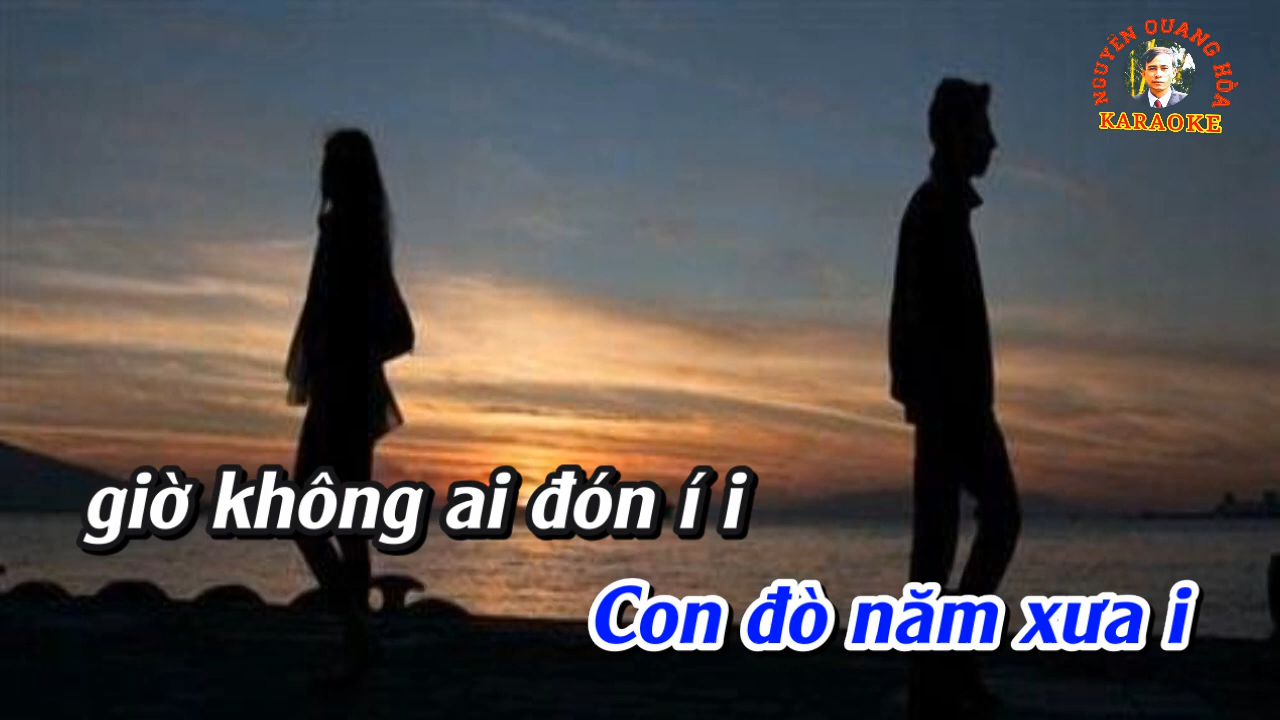 NGUYỄN QUANG HÒA
KARAOKE
giờ không ai đón í i
Con đò năm xưa i